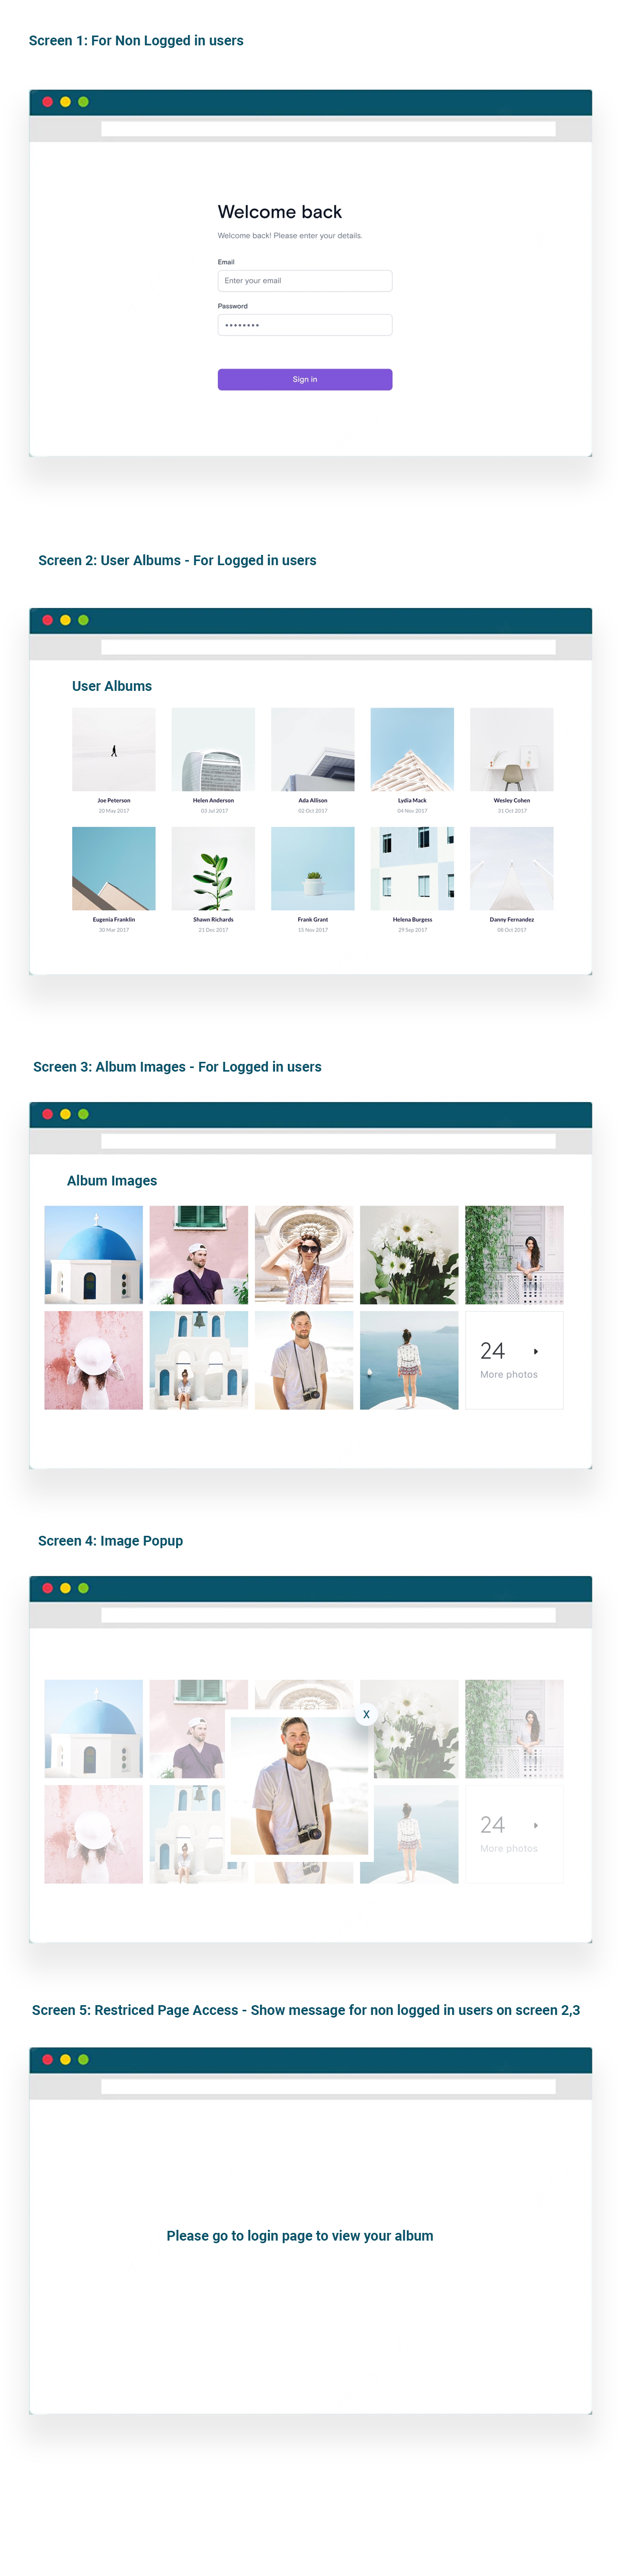 Screen 1: For Non Logged in users
Welcome back
Welcome back! Please enter your details.
Email
Enter your email
Password
Sign in
Screen 2: User Albums - For Logged in users
User Albums
Joe Peterson
20 May 2017
Helen Anderson
03 Jul 2017
Ada Allison
02 Oct 2017
Lydia Mack
04 Nov 2017
Wesley Cohen
31 Oct 2017
Eugenia Franklin
30 Mar 2017
Shawn Richards
21 Dec 2017
Frank Grant
15 Nov 2017
Helena Burgess
29 Sep 2017
Danny Fernandez
08 Oct 2017
Screen 3: Album Images - For Logged in users
Album Images
24
More photos
Screen 4: Image Popup
X
24
More photos
Screen 5: Restriced Page Access - Show message for non logged in users on screen 2,3
Please go to login page to view your album